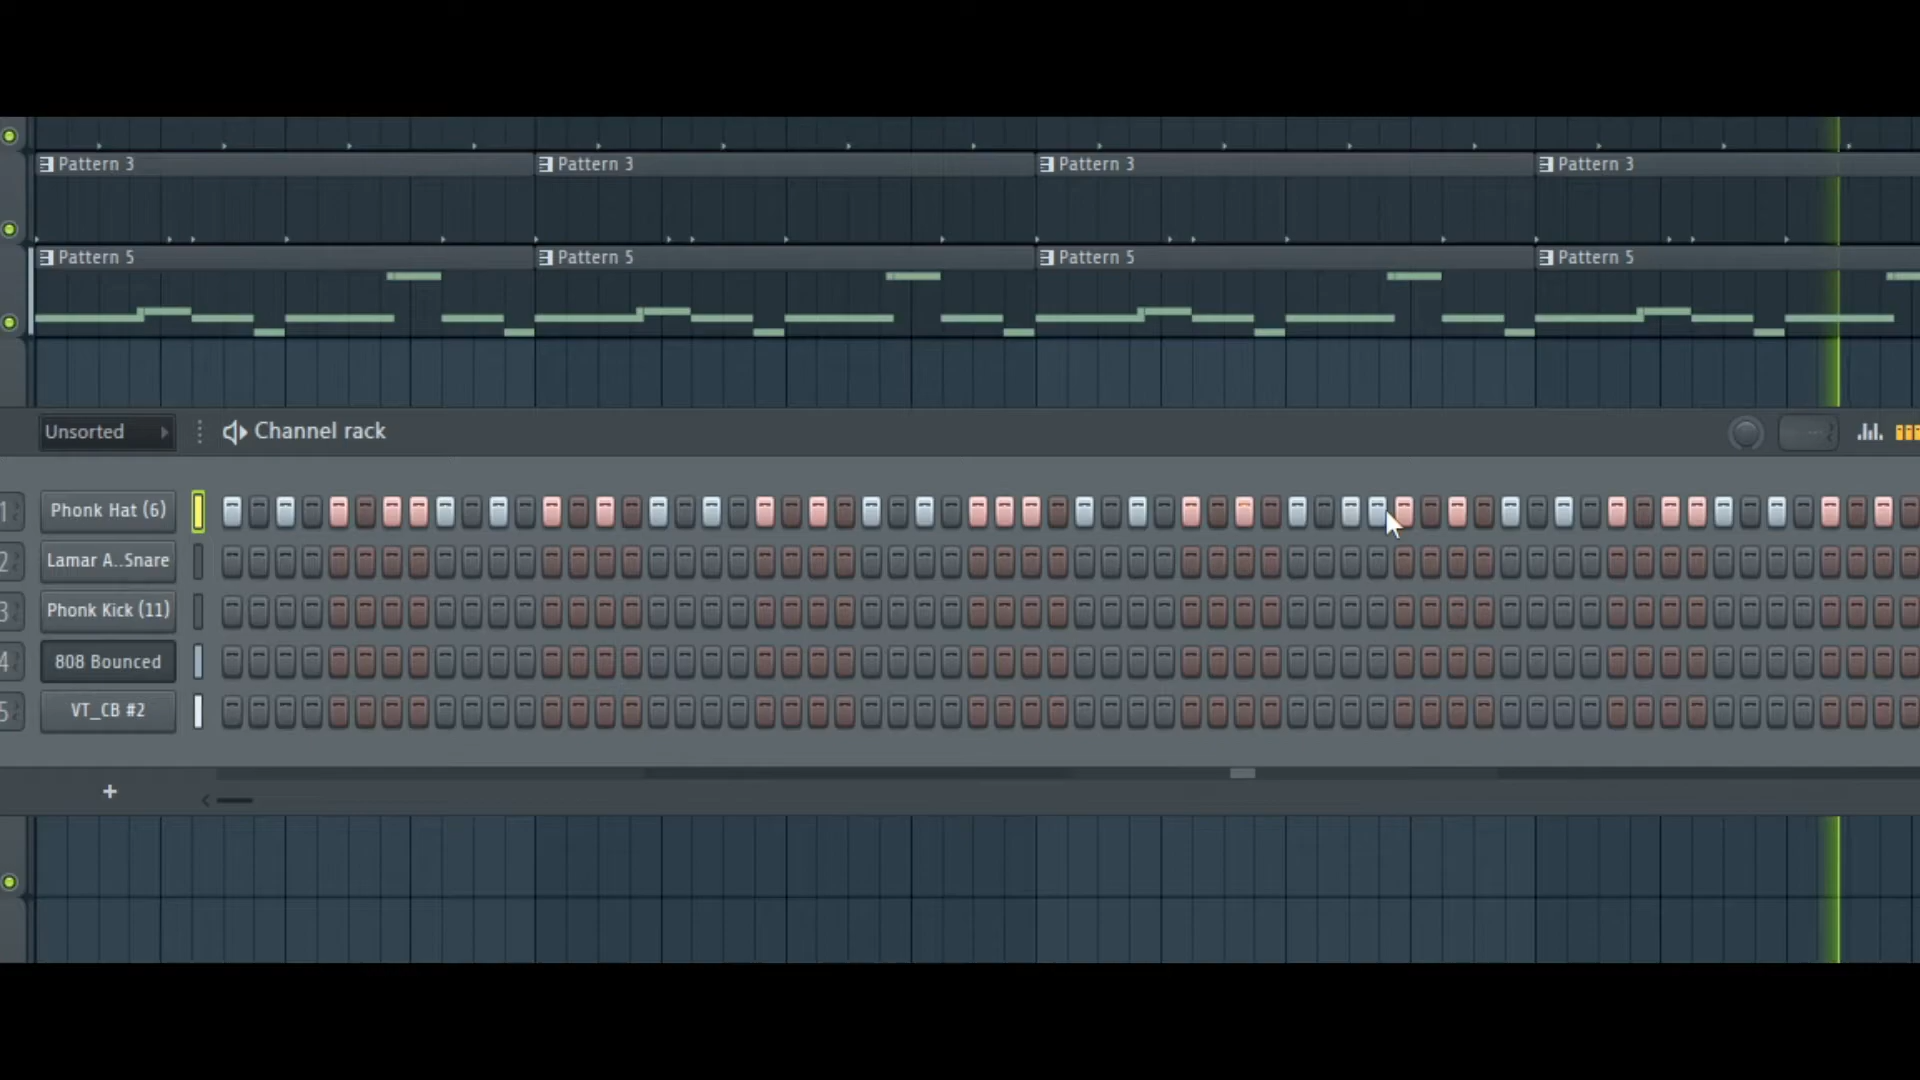 Pattern 3 Pattern 3 Pattern 3 Pattern 3
Pattern 5 Pattern 5 Pattern 5 Pattern 5
Unsorted Channel rack
1 Phonk Hat (6)
2 Lamar A..Snare
3 Phonk Kick (11)
4 808 Bounced
5 VT_CB #2
+